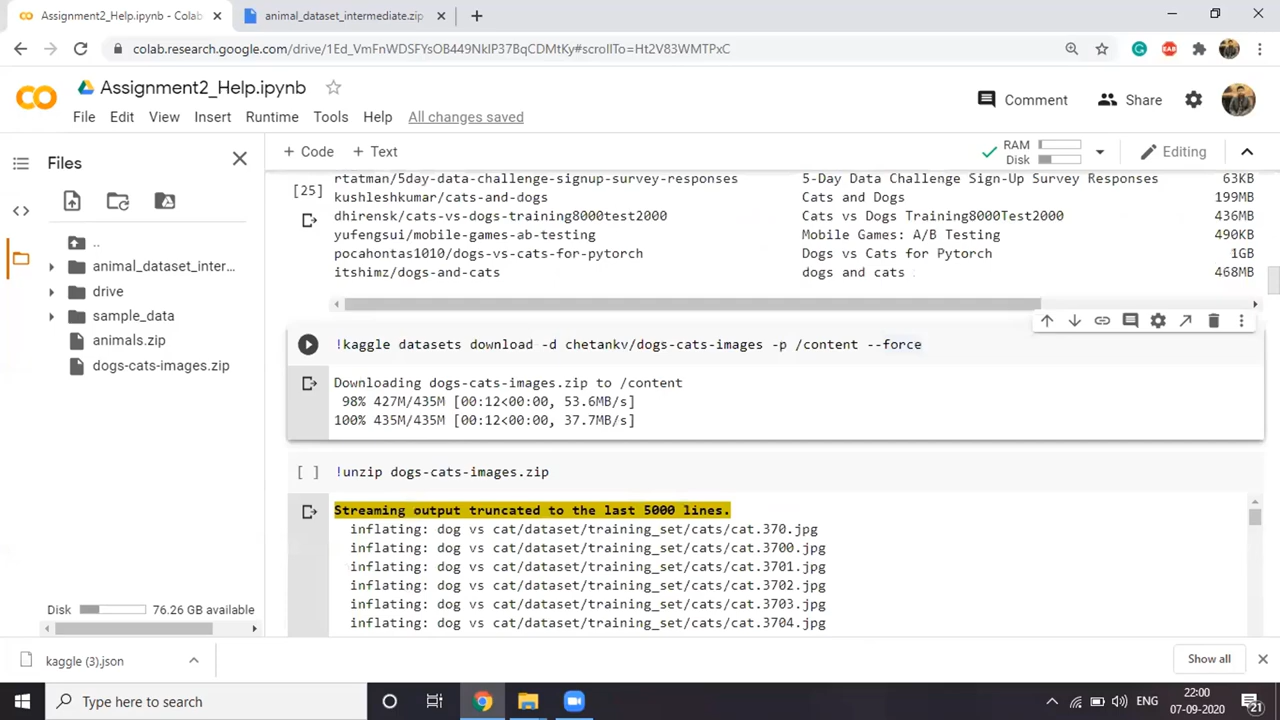 Assignment2_Help.ipynb - Colab
animal_dataset_intermediate.zip
colab.research.google.com/drive/1Ed_VmFnWDSFYsOB449NkIP37BqCDMtKy#scrollTo=Ht2V83WMTPxC
Assignment2_Help.ipynb
Comment
Share
File Edit View Insert Runtime Tools Help All changes saved
Files
+ Code + Text
RAM
Disk
Editing
[25]
rtatman/5day-data-challenge-signup-survey-responses 5-Day Data Challenge Sign-Up Survey Responses 63KB
kushleshkumar/cats-and-dogs Cats and Dogs 199MB
dhirensk/cats-vs-dogs-training8000test2000 Cats vs Dogs Training8000Test2000 436MB
yufengsui/mobile-games-ab-testing Mobile Games: A/B Testing 490KB
pocahontas1010/dogs-vs-cats-for-pytorch Dogs vs Cats for Pytorch 1GB
itshimz/dogs-and-cats dogs and cats 468MB
..
animal_dataset_inter...
drive
sample_data
animals.zip
dogs-cats-images.zip
!kaggle datasets download -d chetankv/dogs-cats-images -p /content --force
Downloading dogs-cats-images.zip to /content
98% 427M/435M [00:12<00:00, 53.6MB/s]
100% 435M/435M [00:12<00:00, 37.7MB/s]
[ ] !unzip dogs-cats-images.zip
Streaming output truncated to the last 5000 lines.
inflating: dog vs cat/dataset/training_set/cats/cat.370.jpg
inflating: dog vs cat/dataset/training_set/cats/cat.3700.jpg
inflating: dog vs cat/dataset/training_set/cats/cat.3701.jpg
inflating: dog vs cat/dataset/training_set/cats/cat.3702.jpg
inflating: dog vs cat/dataset/training_set/cats/cat.3703.jpg
inflating: dog vs cat/dataset/training_set/cats/cat.3704.jpg
Disk 76.26 GB available
kaggle (3).json
Show all
Type here to search
ENG
22:00
07-09-2020
21